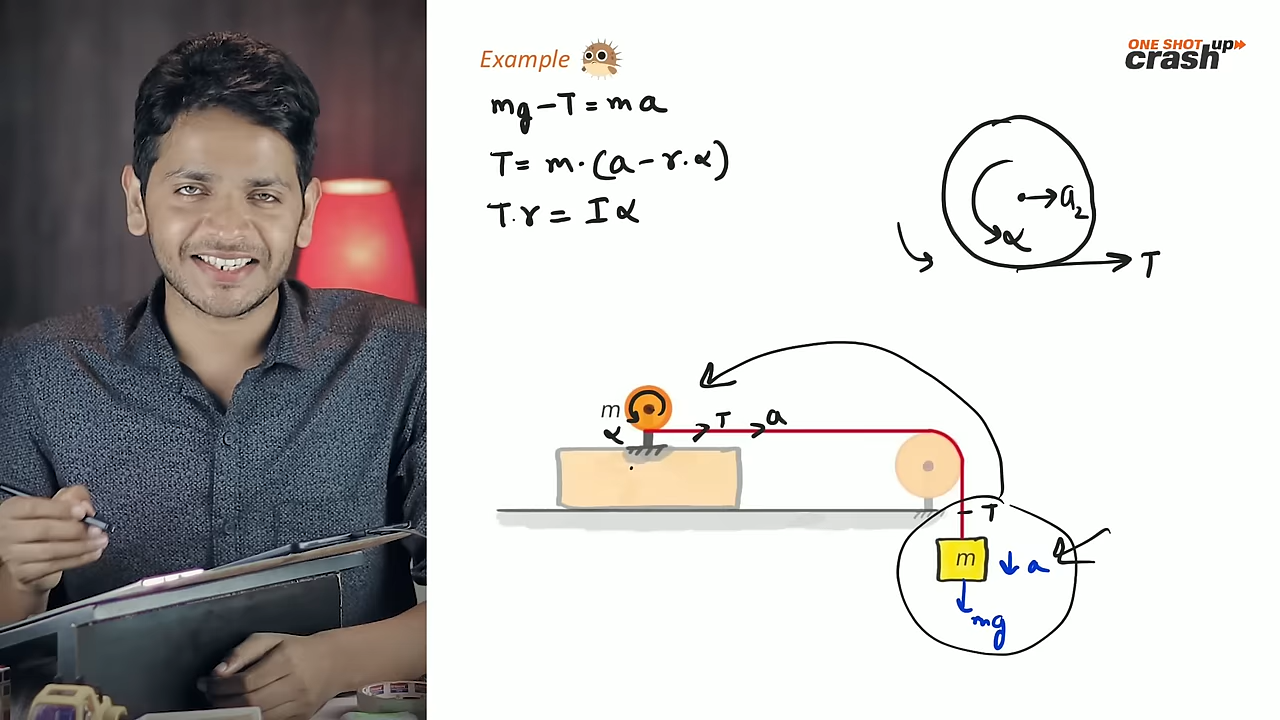 Example
ONE SHOT up
crash
mg - T = ma
T = m·(a - r·α)
T·r = Iα
a₂
α
T
m
α
T
a
T
m
a
mg